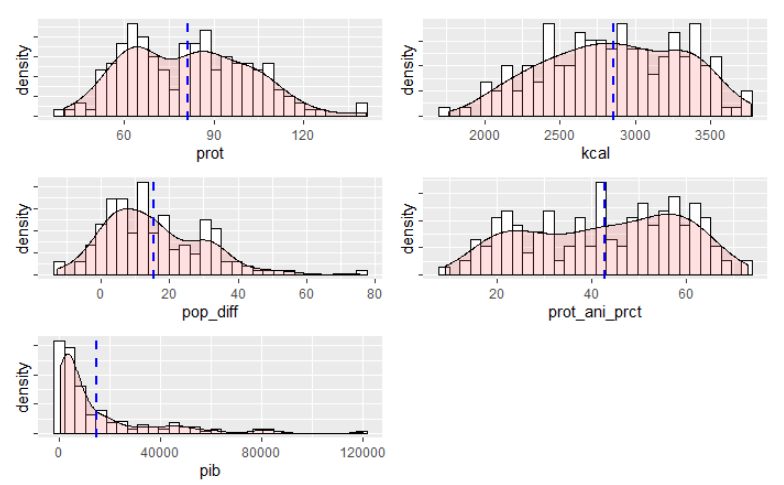 density
60 90 120
prot
density
2000 2500 3000 3500
kcal
density
0 20 40 60 80
pop_diff
density
20 40 60
prot_ani_prct
density
0 40000 80000 120000
pib